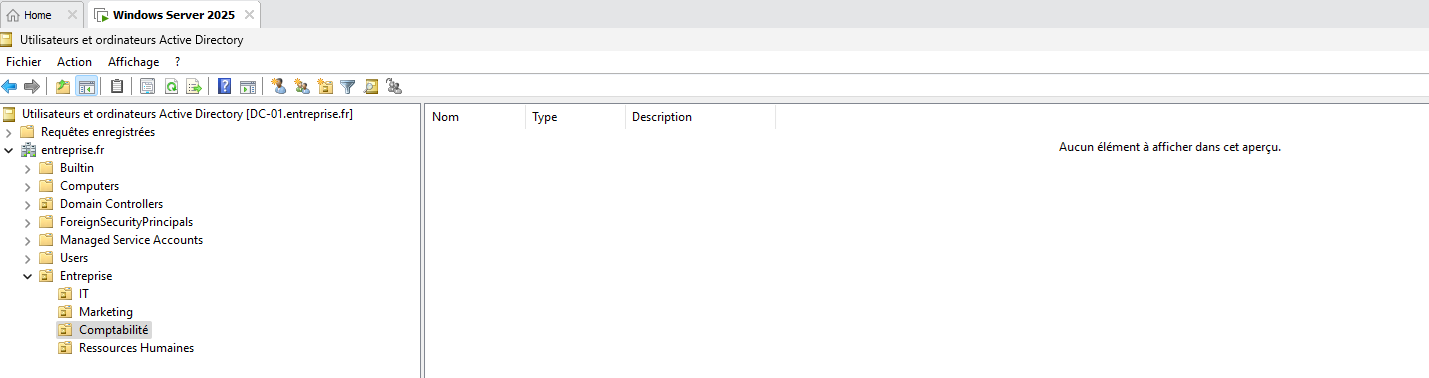 Home Windows Server 2025
Utilisateurs et ordinateurs Active Directory
Fichier Action Affichage ?
Utilisateurs et ordinateurs Active Directory [DC-01.entreprise.fr]
Requêtes enregistrées
entreprise.fr
Builtin
Computers
Domain Controllers
ForeignSecurityPrincipals
Managed Service Accounts
Users
Entreprise
IT
Marketing
Comptabilité
Ressources Humaines
Nom Type Description
Aucun élément à afficher dans cet aperçu.